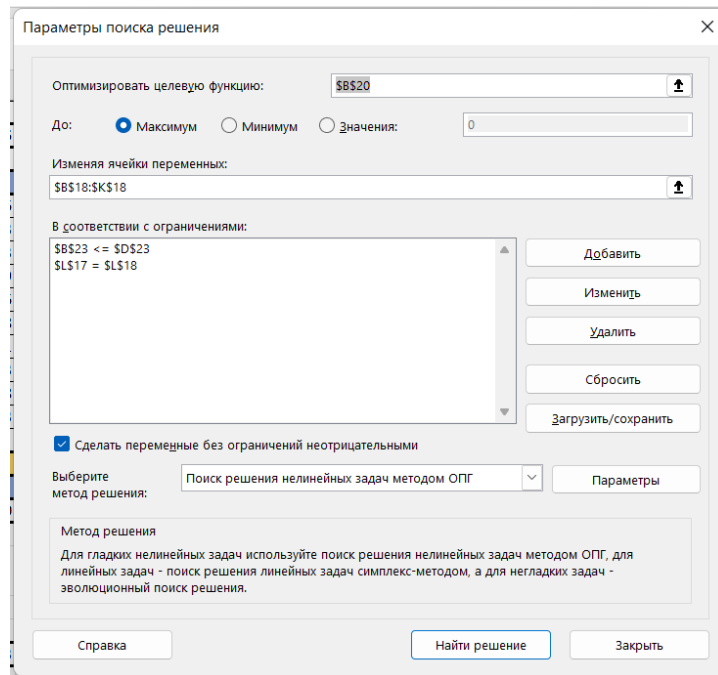 Параметры поиска решения
Оптимизировать целевую функцию:
$B$20
До:
Максимум
Минимум
Значения:
0
Изменяя ячейки переменных:
$B$18:$K$18
В соответствии с ограничениями:
$B$23 <= $D$23
$L$17 = $L$18
Добавить
Изменить
Удалить
Сбросить
Загрузить/сохранить
Сделать переменные без ограничений неотрицательными
Выберите
метод решения:
Поиск решения нелинейных задач методом ОПГ
Параметры
Метод решения
Для гладких нелинейных задач используйте поиск решения нелинейных задач методом ОПГ, для
линейных задач - поиск решения линейных задач симплекс-методом, а для негладких задач -
эволюционный поиск решения.
Справка
Найти решение
Закрыть